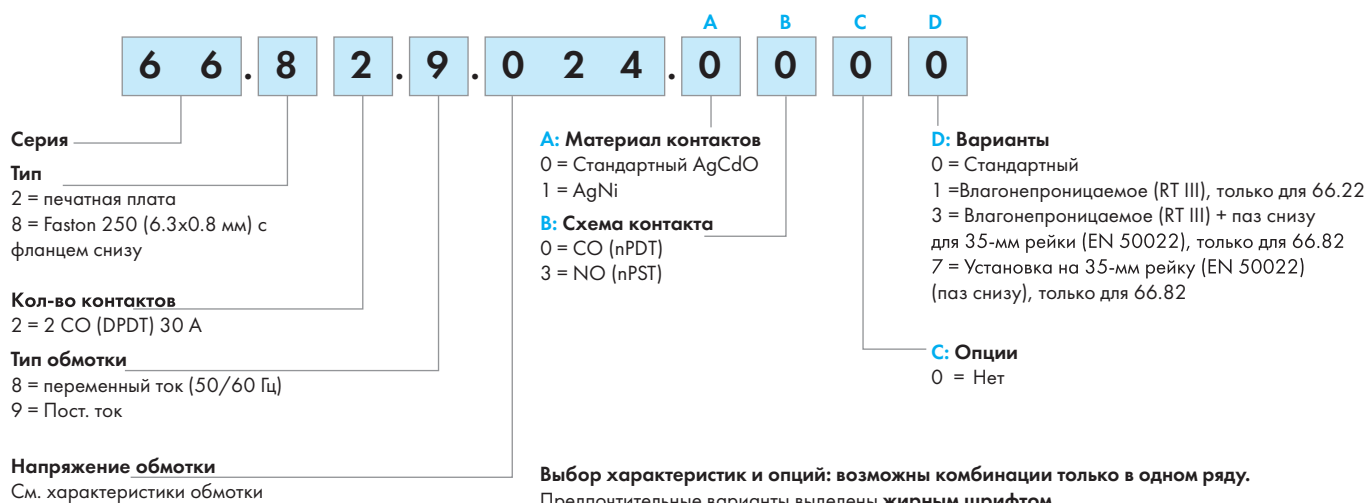 A B C D
6 6 . 8 2 . 9 . 0 2 4 . 0 0 0 0
Серия
Тип
2 = печатная плата
8 = Faston 250 (6.3x0.8 мм) с
фланцем снизу
Кол-во контактов
2 = 2 CO (DPDT) 30 A
Тип обмотки
8 = переменный ток (50/60 Гц)
9 = Пост. ток
Напряжение обмотки
См. характеристики обмотки
A: Материал контактов
0 = Стандартный AgCdO
1 = AgNi
B: Схема контакта
0 = CO (nPDT)
3 = NO (nPST)
D: Варианты
0 = Стандартный
1 =Влагонепроницаемое (RT III), только для 66.22
3 = Влагонепроницаемое (RT III) + паз снизу
для 35-мм рейки (EN 50022), только для 66.82
7 = Установка на 35-мм рейку (EN 50022)
(паз снизу), только для 66.82
C: Опции
0 = Нет
Выбор характеристик и опций: возможны комбинации только в одном ряду.
Предпочтительные варианты выделены жирным шрифтом.